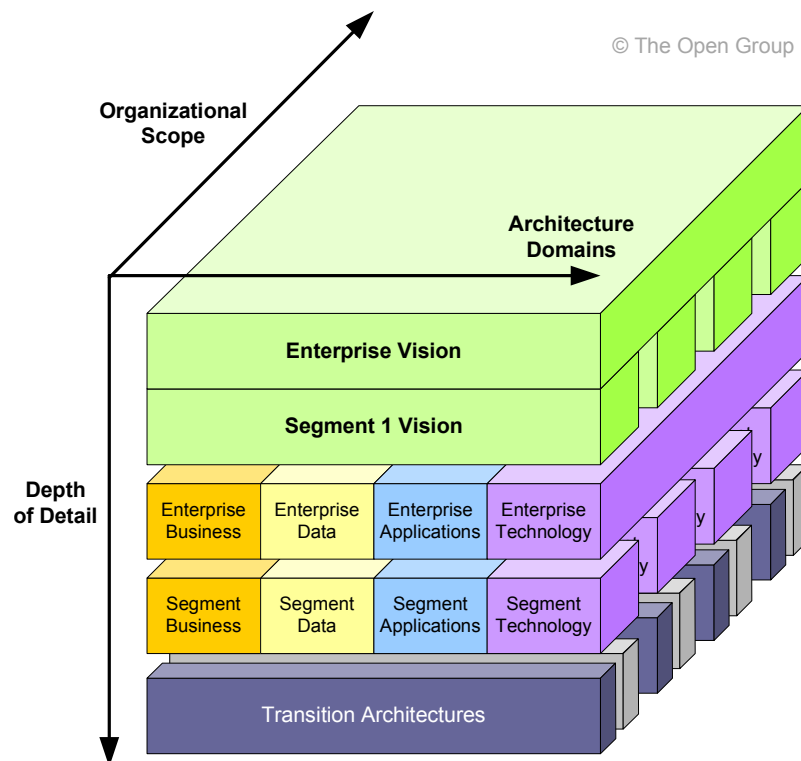 © The Open Group
Organizational
Scope
Architecture
Domains
Enterprise Vision
Segment 1 Vision
Depth
of Detail
Enterprise
Business
Enterprise
Data
Enterprise
Applications
Enterprise
Technology
Segment
Business
Segment
Data
Segment
Applications
Segment
Technology
Transition Architectures